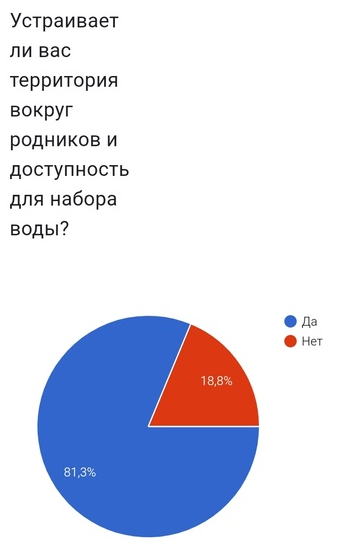 Устраивает
ли вас
территория
вокруг
родников и
доступность
для набора
воды?
Да
Нет
18,8%
81,3%